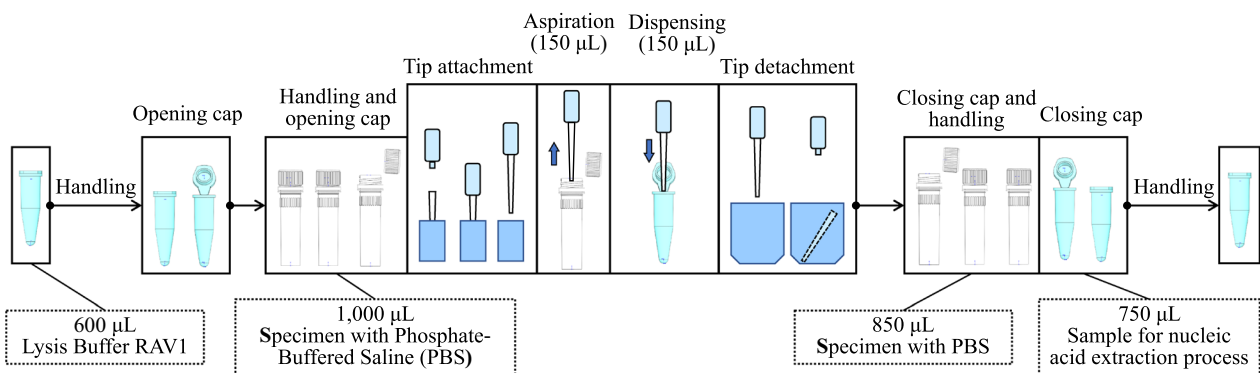 Aspiration
(150 μL)
Dispensing
(150 μL)
Tip attachment
Tip detachment
Opening cap
Handling and
opening cap
Closing cap and
handling
Closing cap
Handling
Handling
600 μL
Lysis Buffer RAV1
1,000 μL
Specimen with Phosphate-
Buffered Saline (PBS)
850 μL
Specimen with PBS
750 μL
Sample for nucleic
acid extraction process